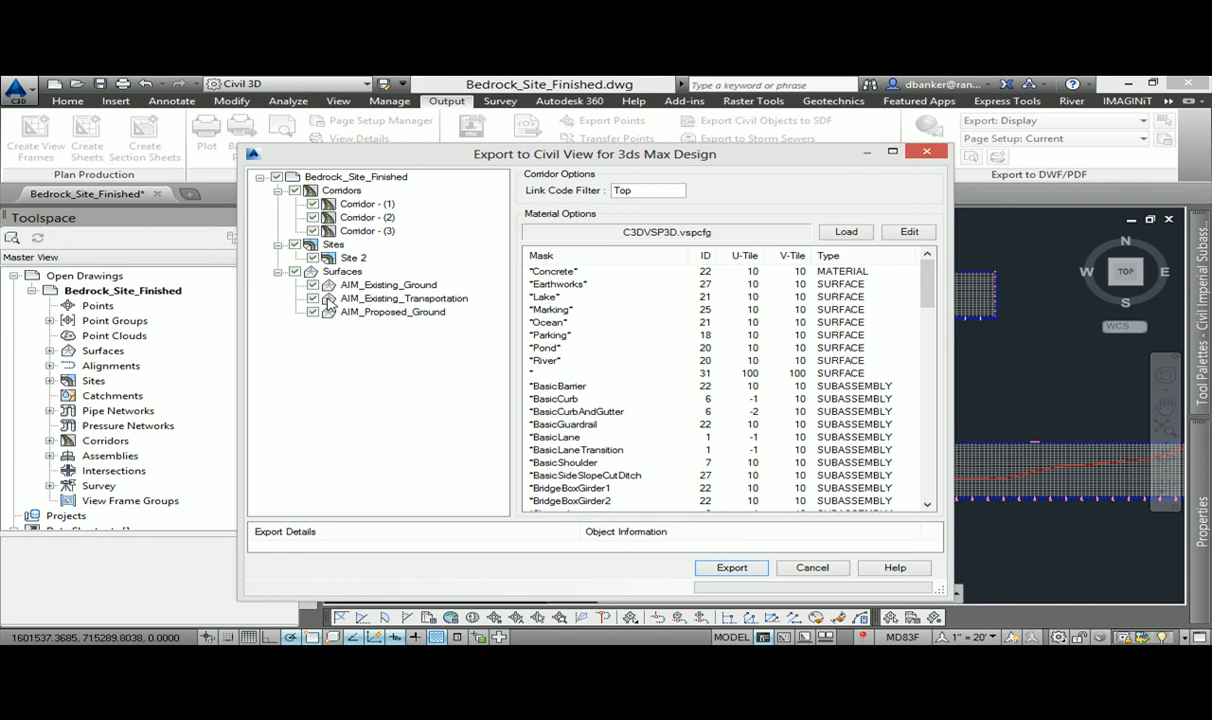 Civil 3D
Bedrock_Site_Finished.dwg
Type a keyword or phrase
dbanker@ran...
C3D
Home Insert Annotate Modify View Analyze Manage Output Survey Autodesk 360 Help Add-ins Raster Tools Geotechnics Featured Apps Express Tools River IMAGINiT
Create View Frames
Create Sheets
Create Section Sheets
Plot
Page Setup Manager
View Details
Export Points
Transfer Points
Export Civil Objects to SDF
Export to Storm Sewers
Export: Display
Page Setup: Current
Plan Production
Export to DWF/PDF
Bedrock_Site_Finished*
Toolspace
Master View
Open Drawings
Bedrock_Site_Finished
Points
Point Groups
Point Clouds
Surfaces
Alignments
Sites
Catchments
Pipe Networks
Pressure Networks
Corridors
Assemblies
Intersections
Survey
View Frame Groups
Projects
Export to Civil View for 3ds Max Design
Bedrock_Site_Finished
Corridors
Corridor - (1)
Corridor - (2)
Corridor - (3)
Sites
Site 2
Surfaces
AIM_Existing_Ground
AIM_Existing_Transportation
AIM_Proposed_Ground
Corridor Options
Link Code Filter : Top
Material Options
C3DVSP3D.vspcfg
Load Edit
Mask ID U-Tile V-Tile Type
*Concrete* 22 10 10 MATERIAL
*Earthworks* 27 10 10 SURFACE
*Lake* 21 10 10 SURFACE
*Marking* 25 10 10 SURFACE
*Ocean* 21 10 10 SURFACE
*Parking* 18 10 10 SURFACE
*Pond* 20 10 10 SURFACE
*River* 20 10 10 SURFACE
* 31 100 100 SURFACE
*BasicBarrier 22 10 10 SUBASSEMBLY
*BasicCurb 6 -1 10 SUBASSEMBLY
*BasicCurbAndGutter 6 -2 10 SUBASSEMBLY
*BasicGuardrail 22 10 10 SUBASSEMBLY
*BasicLane 1 -1 10 SUBASSEMBLY
*BasicLaneTransition 1 -1 10 SUBASSEMBLY
*BasicShoulder 7 10 10 SUBASSEMBLY
*BasicSideSlopeCutDitch 27 10 10 SUBASSEMBLY
*BridgeBoxGirder1 22 10 10 SUBASSEMBLY
*BridgeBoxGirder2 22 10 10 SUBASSEMBLY
Export Details Object Information
Export Cancel Help
N
W TOP E
S
WCS
Tool Palettes - Civil Imperial Subass...
Properties
1601537.3685, 715289.8038, 0.0000
MODEL
MD83F
1" = 20'